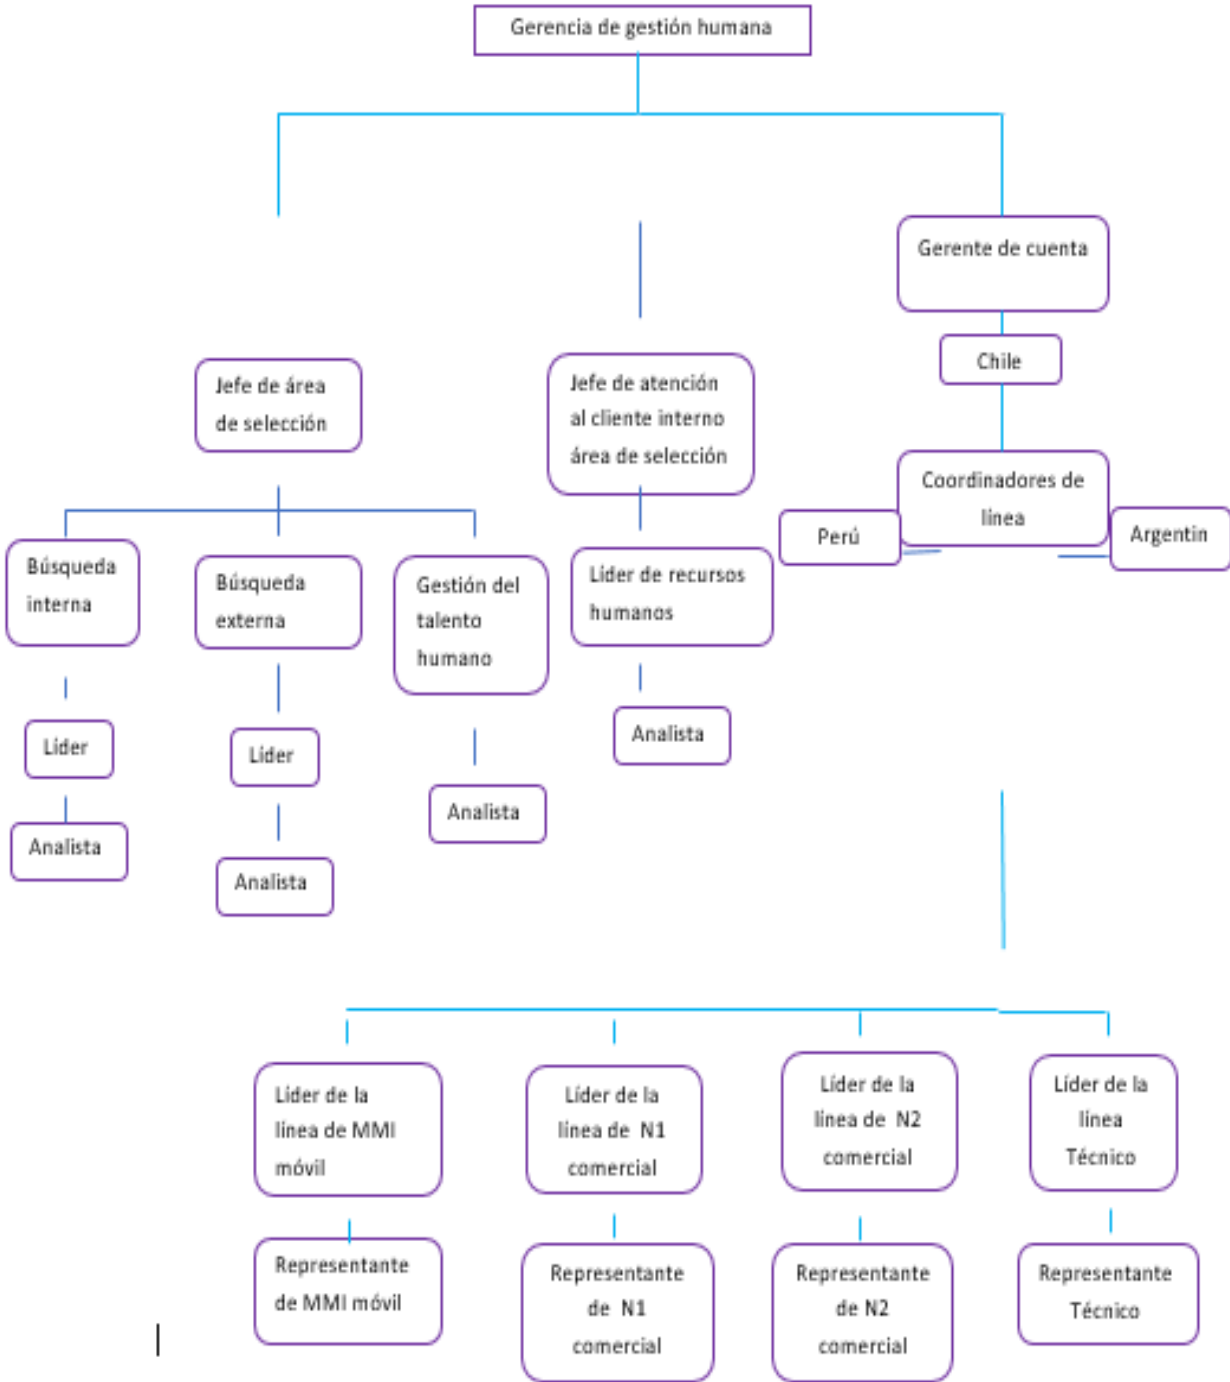 Gerencia de gestión humana
Gerente de cuenta
Chile
Jefe de área
de selección
Jefe de atención
al cliente interno
área de selección
Coordinadores de
línea
Perú
Argentin
Búsqueda
interna
Búsqueda
externa
Gestión del
talento
humano
Líder de recursos
humanos
Líder
Líder
Analista
Analista
Analista
Analista
Líder de la
línea de MMI
móvil
Líder de la
línea de N1
comercial
Líder de la
línea de N2
comercial
Líder de la
línea
Técnico
Representante
de MMI móvil
Representante
de N1
comercial
Representante
de N2
comercial
Representante
Técnico